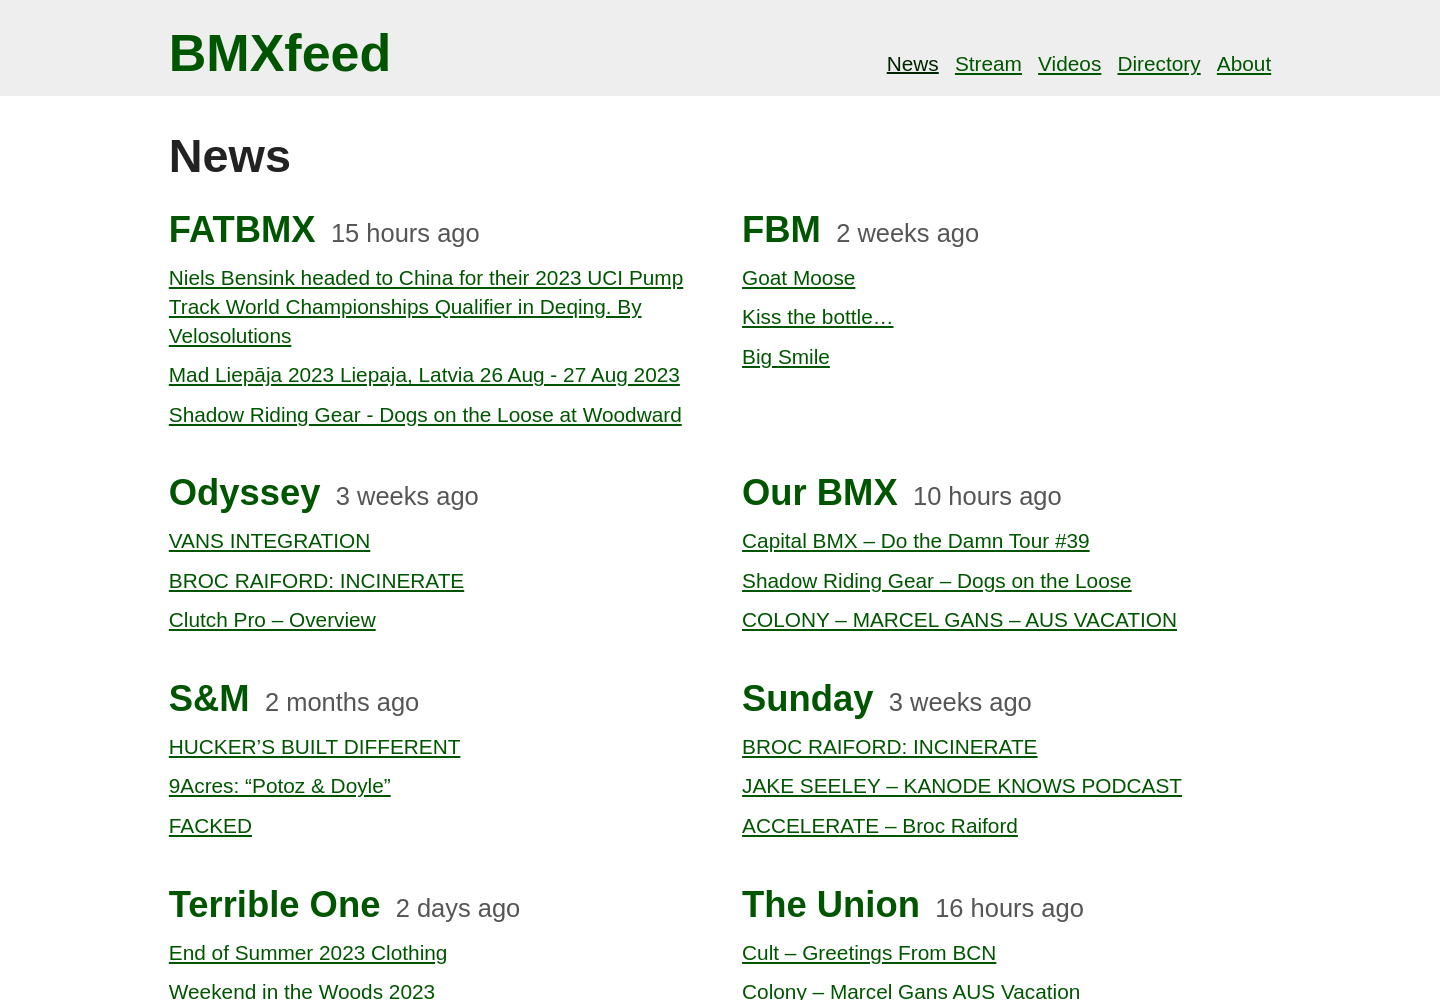 BMXfeed
News Stream Videos Directory About
News
FATBMX 15 hours ago
Niels Bensink headed to China for their 2023 UCI Pump
Track World Championships Qualifier in Deqing. By
Velosolutions
Mad Liepāja 2023 Liepaja, Latvia 26 Aug - 27 Aug 2023
Shadow Riding Gear - Dogs on the Loose at Woodward
FBM 2 weeks ago
Goat Moose
Kiss the bottle…
Big Smile
Odyssey 3 weeks ago
VANS INTEGRATION
BROC RAIFORD: INCINERATE
Clutch Pro – Overview
Our BMX 10 hours ago
Capital BMX – Do the Damn Tour #39
Shadow Riding Gear – Dogs on the Loose
COLONY – MARCEL GANS – AUS VACATION
S&M 2 months ago
HUCKER’S BUILT DIFFERENT
9Acres: “Potoz & Doyle”
FACKED
Sunday 3 weeks ago
BROC RAIFORD: INCINERATE
JAKE SEELEY – KANODE KNOWS PODCAST
ACCELERATE – Broc Raiford
Terrible One 2 days ago
End of Summer 2023 Clothing
Weekend in the Woods 2023
The Union 16 hours ago
Cult – Greetings From BCN
Colony – Marcel Gans AUS Vacation